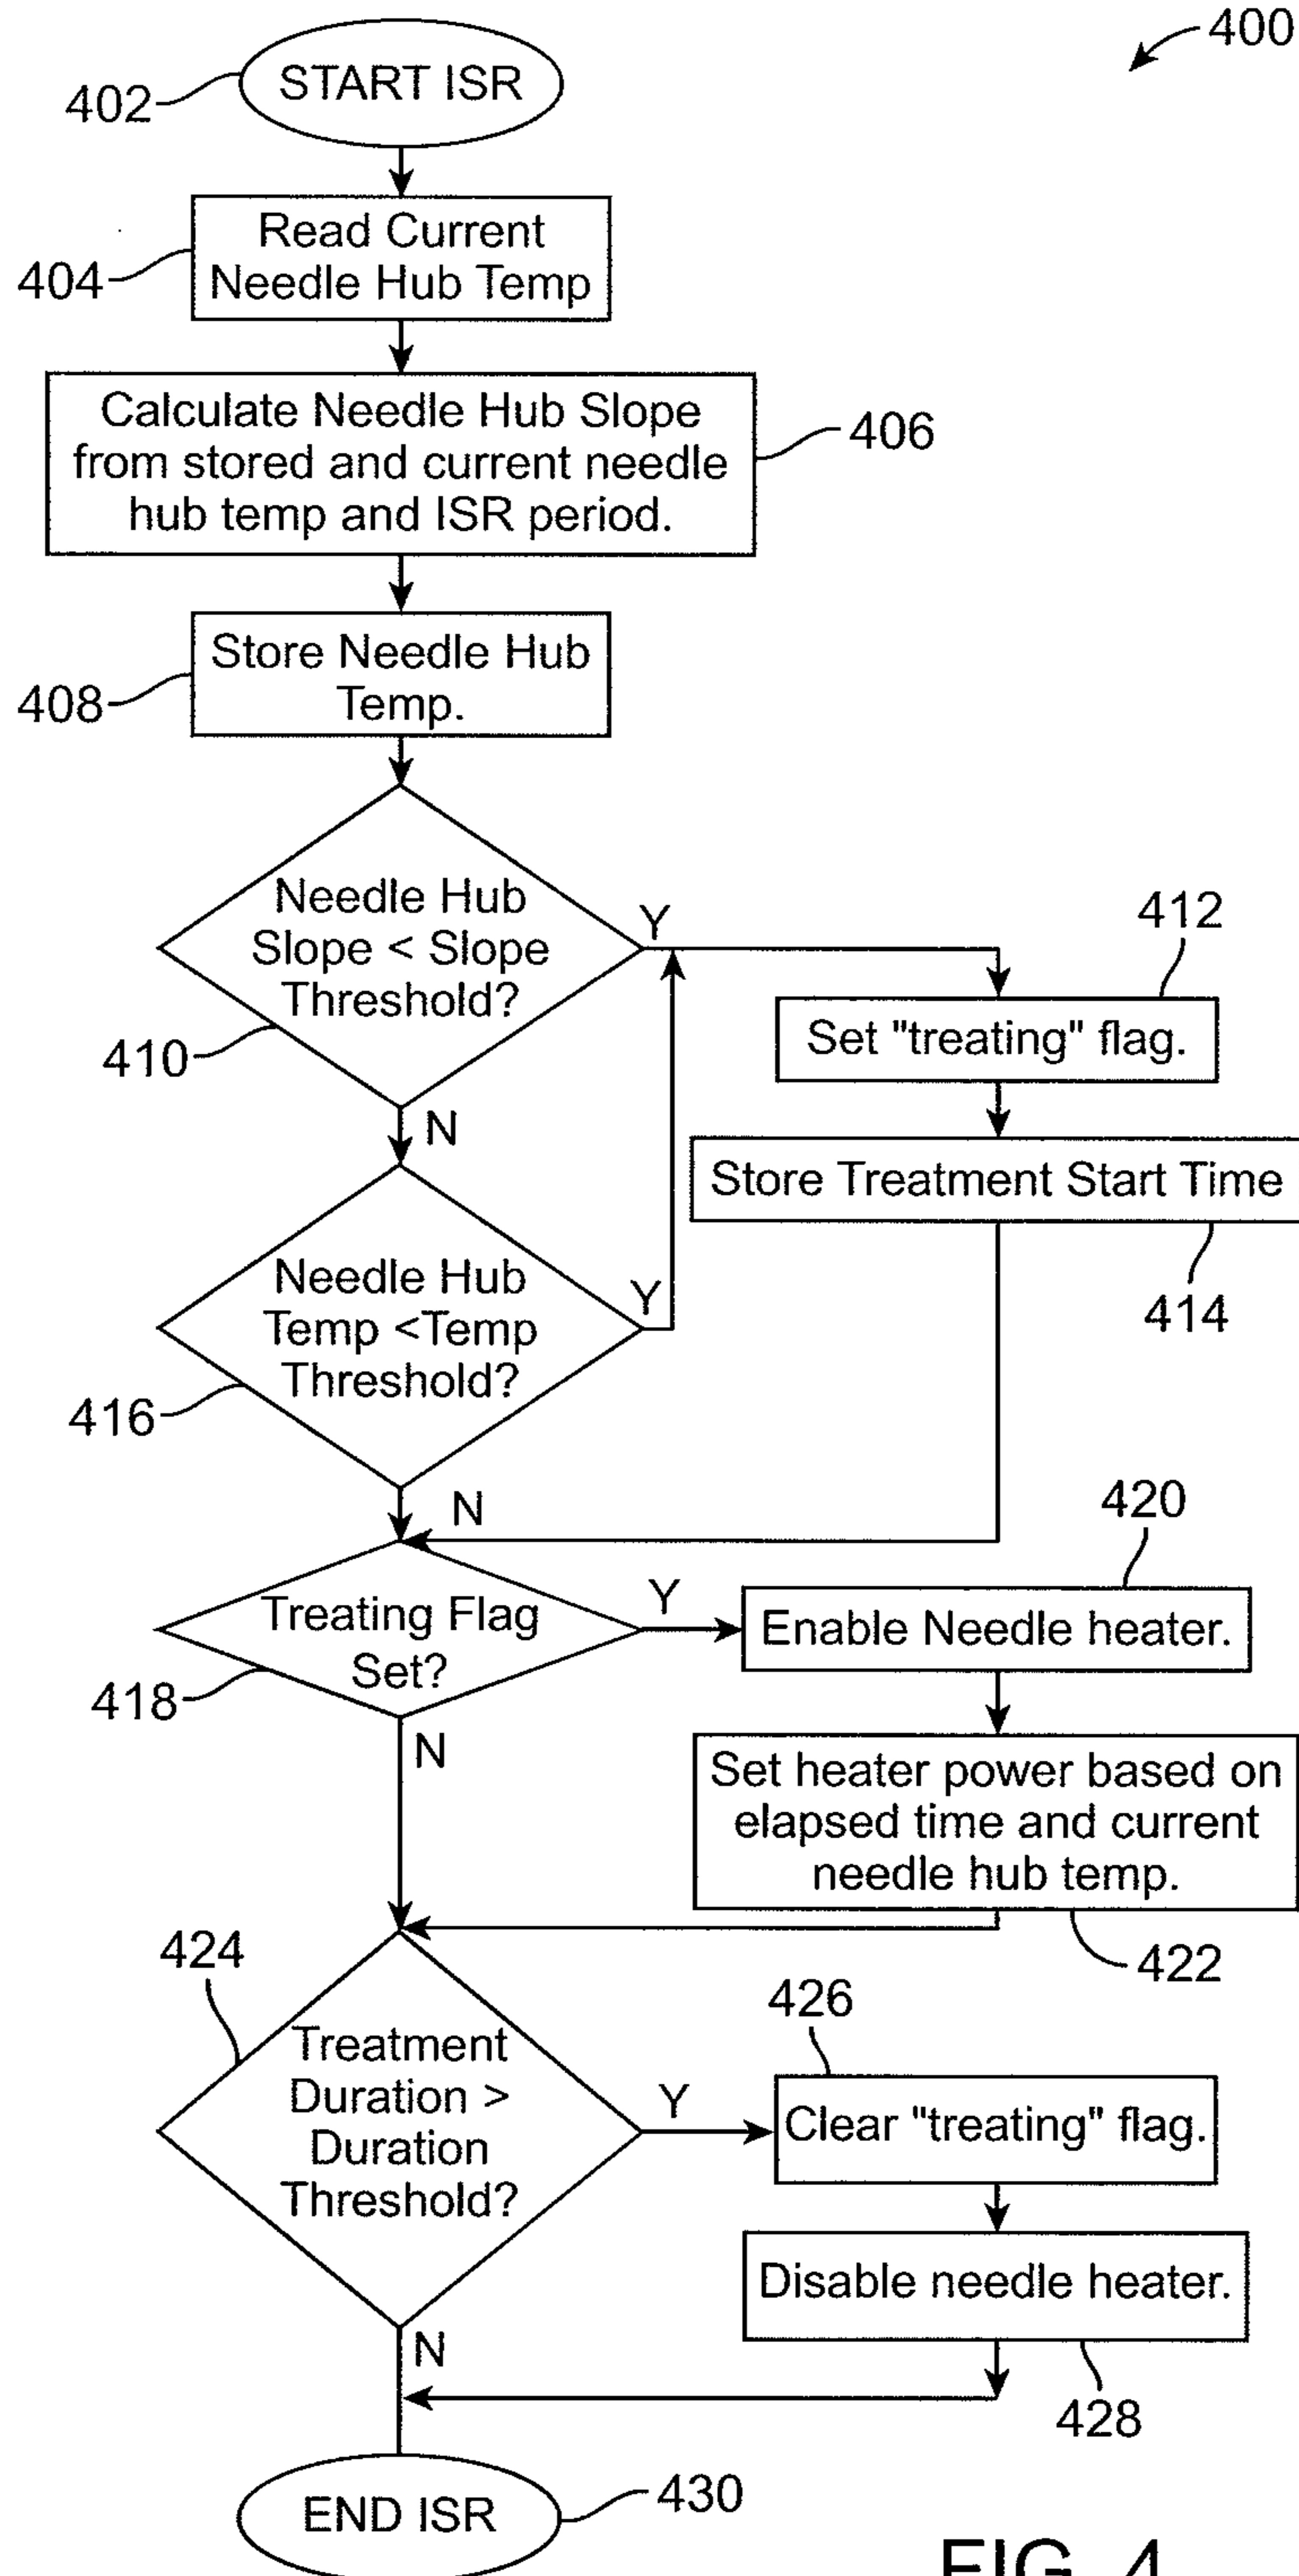 400
402
START ISR
404
Read Current
Needle Hub Temp
Calculate Needle Hub Slope
from stored and current needle
hub temp and ISR period.
406
408
Store Needle Hub
Temp.
Needle Hub
Slope < Slope
Threshold?
410
Y
N
412
Set "treating" flag.
Store Treatment Start Time
414
Needle Hub
Temp <Temp
Threshold?
416
Y
N
Treating Flag
Set?
418
Y
N
420
Enable Needle heater.
Set heater power based on
elapsed time and current
needle hub temp.
422
424
Treatment
Duration >
Duration
Threshold?
Y
N
426
Clear "treating" flag.
Disable needle heater.
428
END ISR
430
FIG. 4